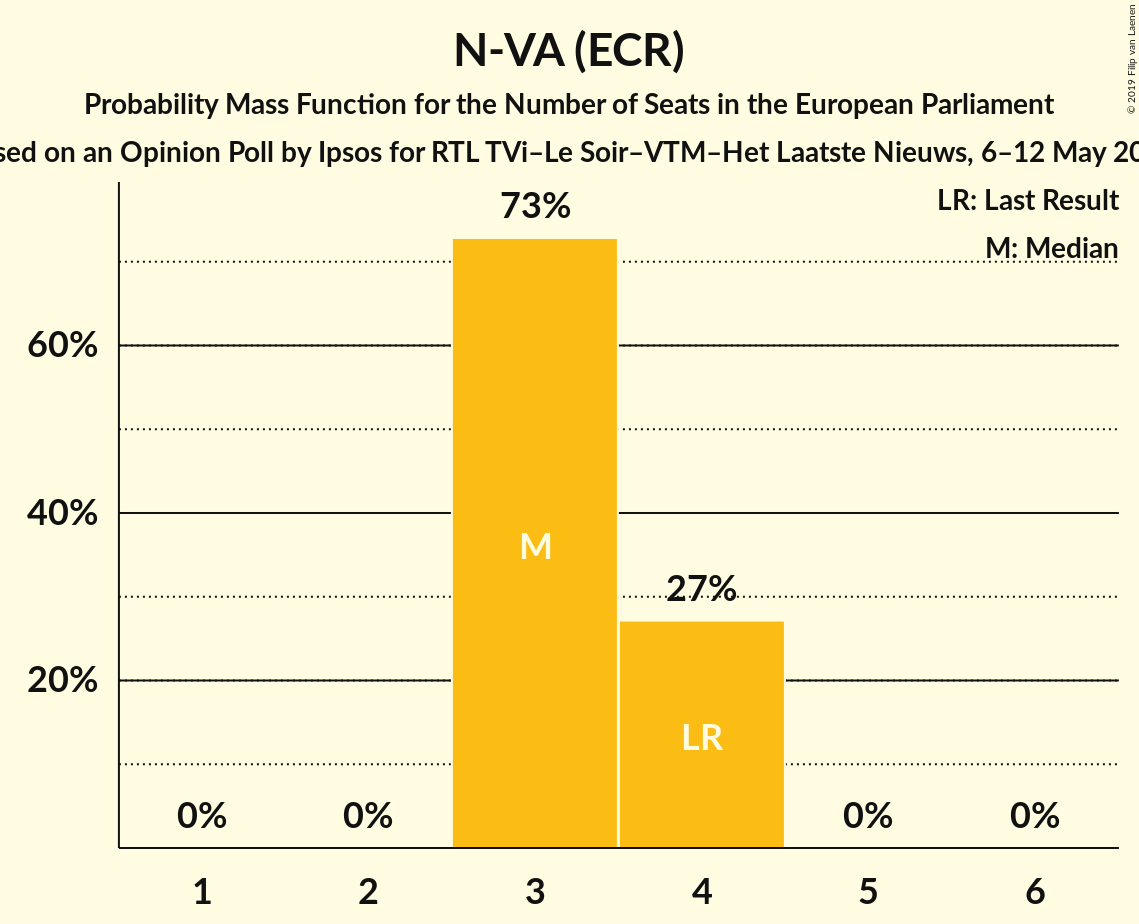 N-VA (ECR)
Probability Mass Function for the Number of Seats in the European Parliament
on an Opinion Poll by Ipsos for RTL TVi–Le Soir–VTM–Het Laatste Nieuws, 6–12 May
© 2019 Filip van Laenen
LR: Last Result
M: Median
73%
60%
40%
20%
M
27%
LR
0%
0%
0%
0%
1
2
3
4
5
6